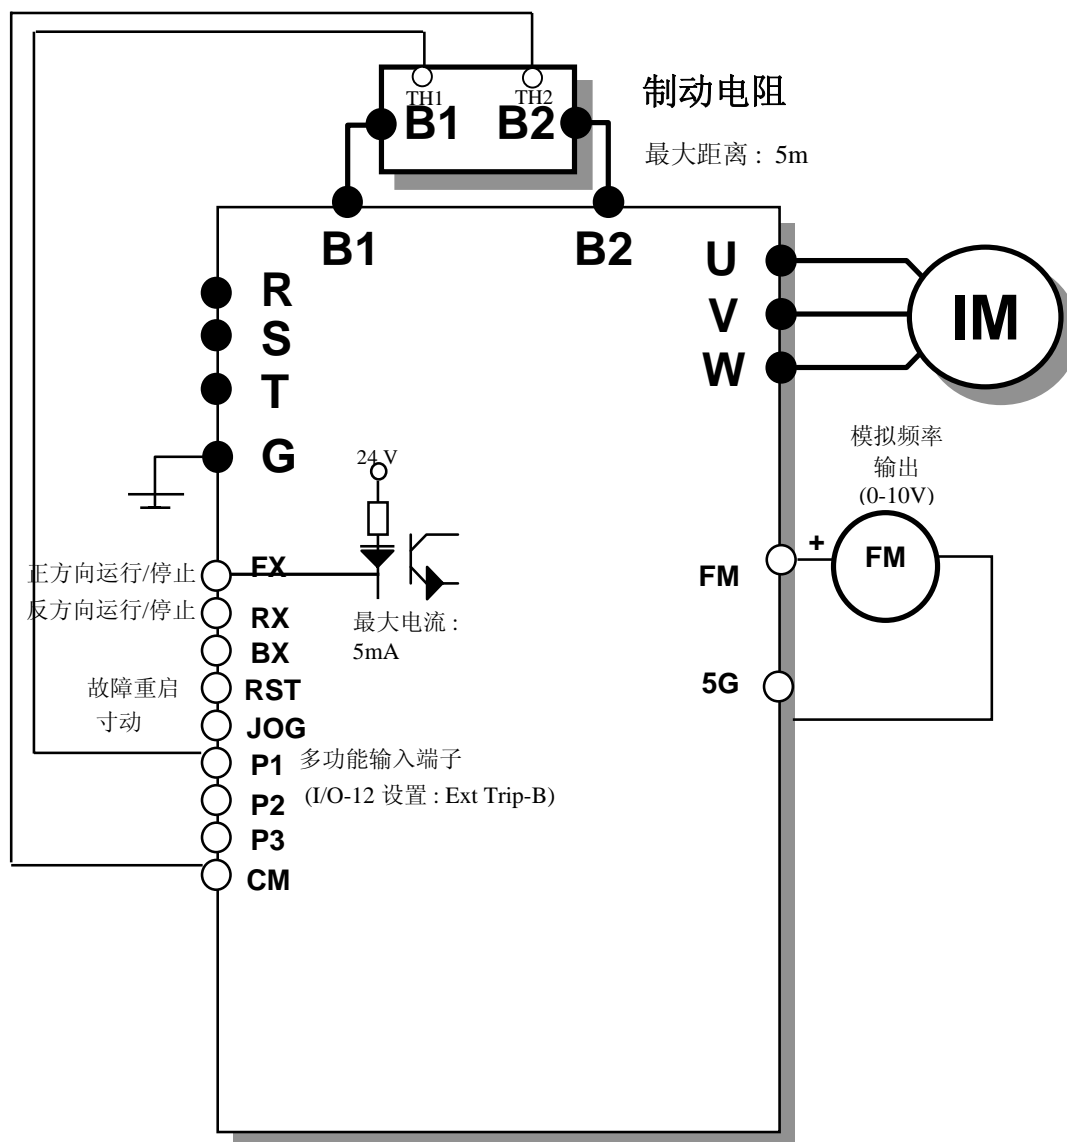 TH1
TH2
B1
B2
制动电阻
最大距离 : 5m
B1
B2
R
S
T
G
U
V
W
IM
24 V
模拟频率
输出
(0-10V)
+
FM
FM
5G
正方向运行/停止
FX
反方向运行/停止
RX
最大电流 :
5mA
BX
故障重启
RST
寸动
JOG
P1
多功能输入端子
(I/O-12 设置 : Ext Trip-B)
P2
P3
CM